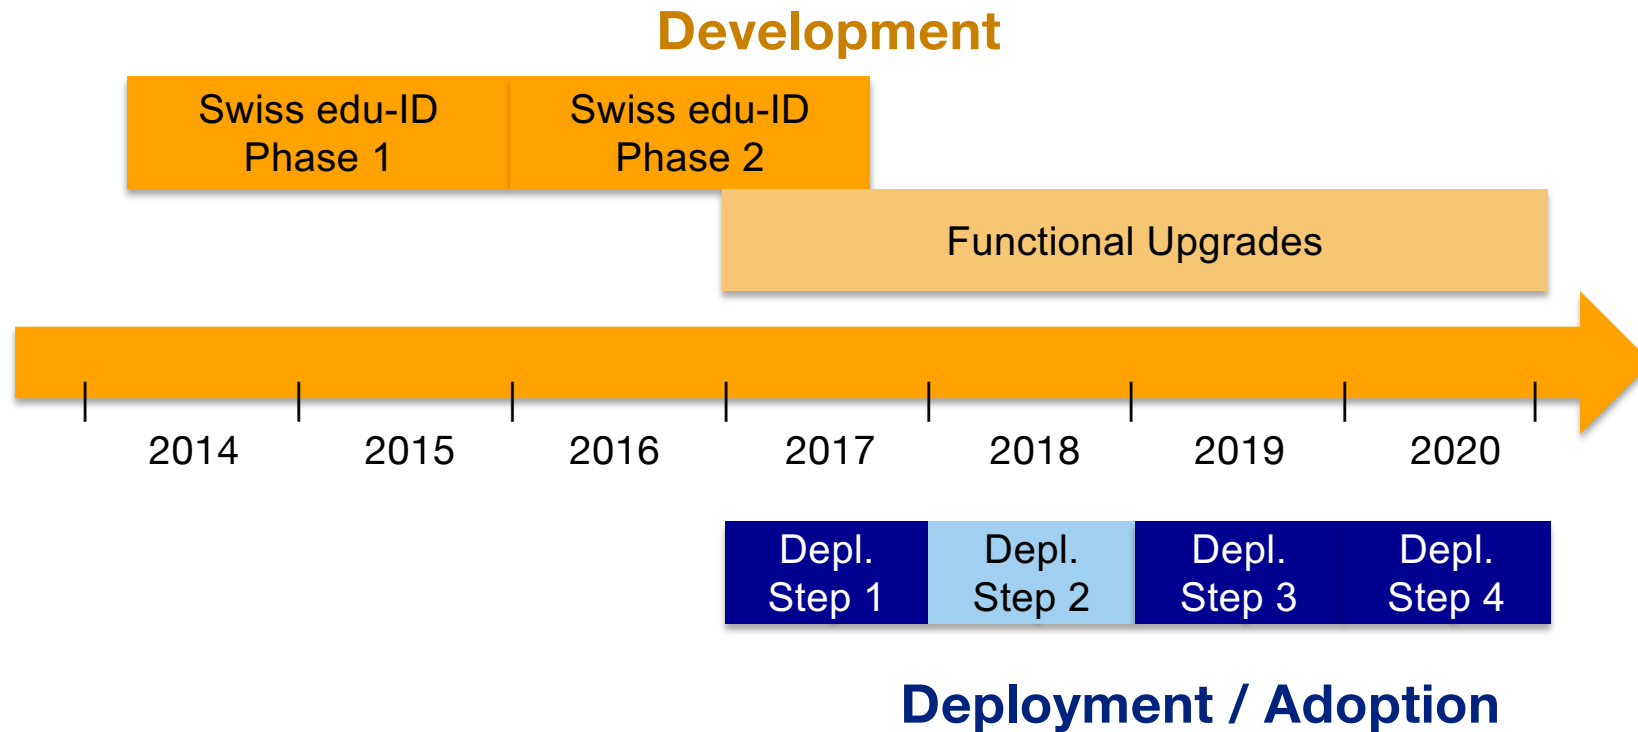 Development
Swiss edu-ID
Phase 1
Swiss edu-ID
Phase 2
Functional Upgrades
2014
2015
2016
2017
2018
2019
2020
Depl.
Step 1
Depl.
Step 2
Depl.
Step 3
Depl.
Step 4
Deployment / Adoption